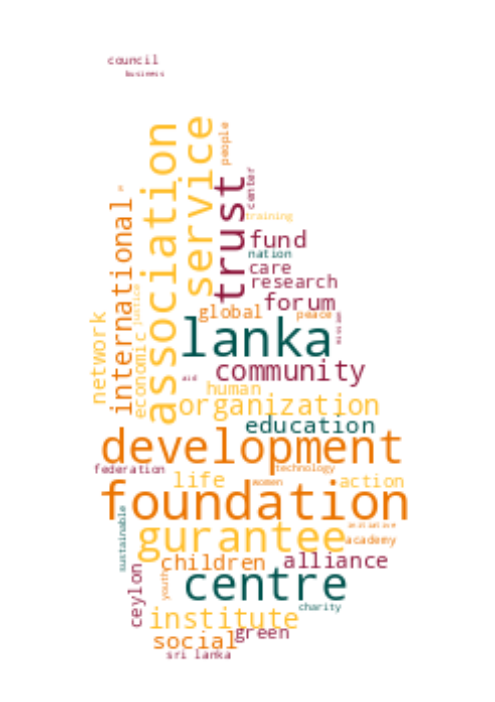 council
business
association
service
people
trust
center
international
training
fund
nation
care
research
forum
justice
global
peace
mission
network
economic
lanka
community
aid
human
organization
education
development
federation
technology
life
women
action
foundation
sustainable
initiative
gurantee
academy
children
alliance
youth
ceylon
centre
charity
institute
green
social
sri lanka